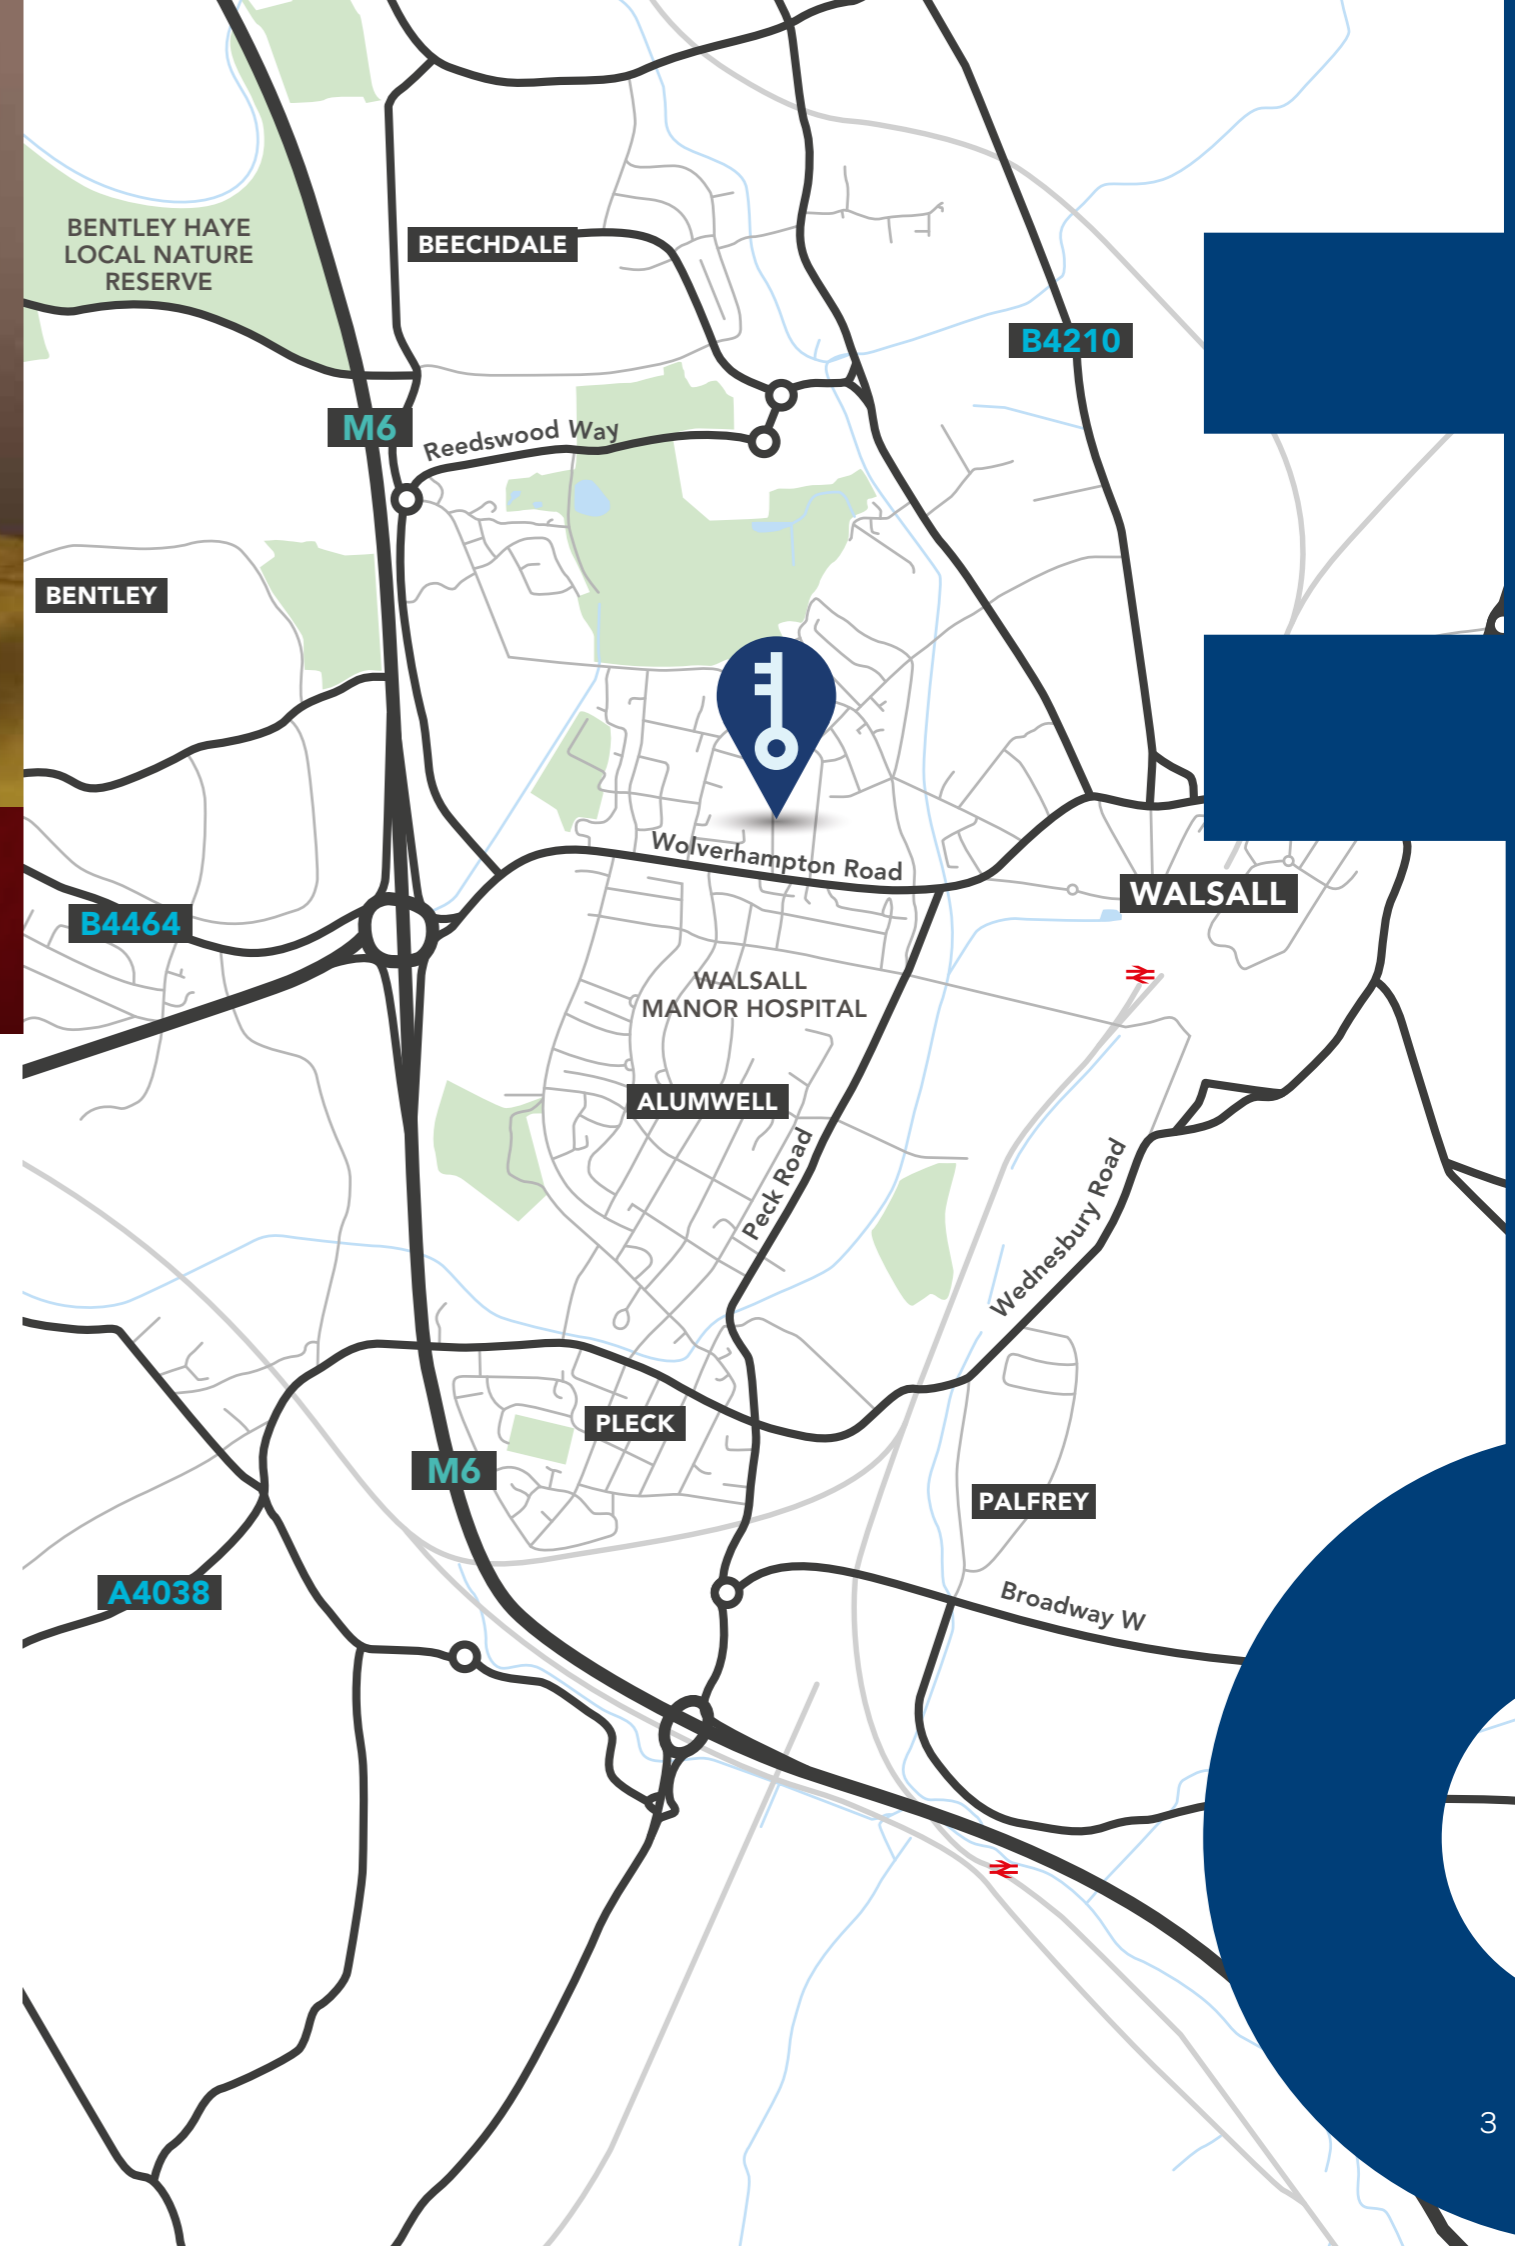 BENTLEY HAYE
LOCAL NATURE
RESERVE
BEECHDALE
B4210
M6
Reedswood Way
BENTLEY
Wolverhampton Road
WALSALL
B4464
WALSALL
MANOR HOSPITAL
ALUMWELL
Peck Road
Wednesbury Road
PLECK
M6
PALFREY
A4038
Broadway W
3